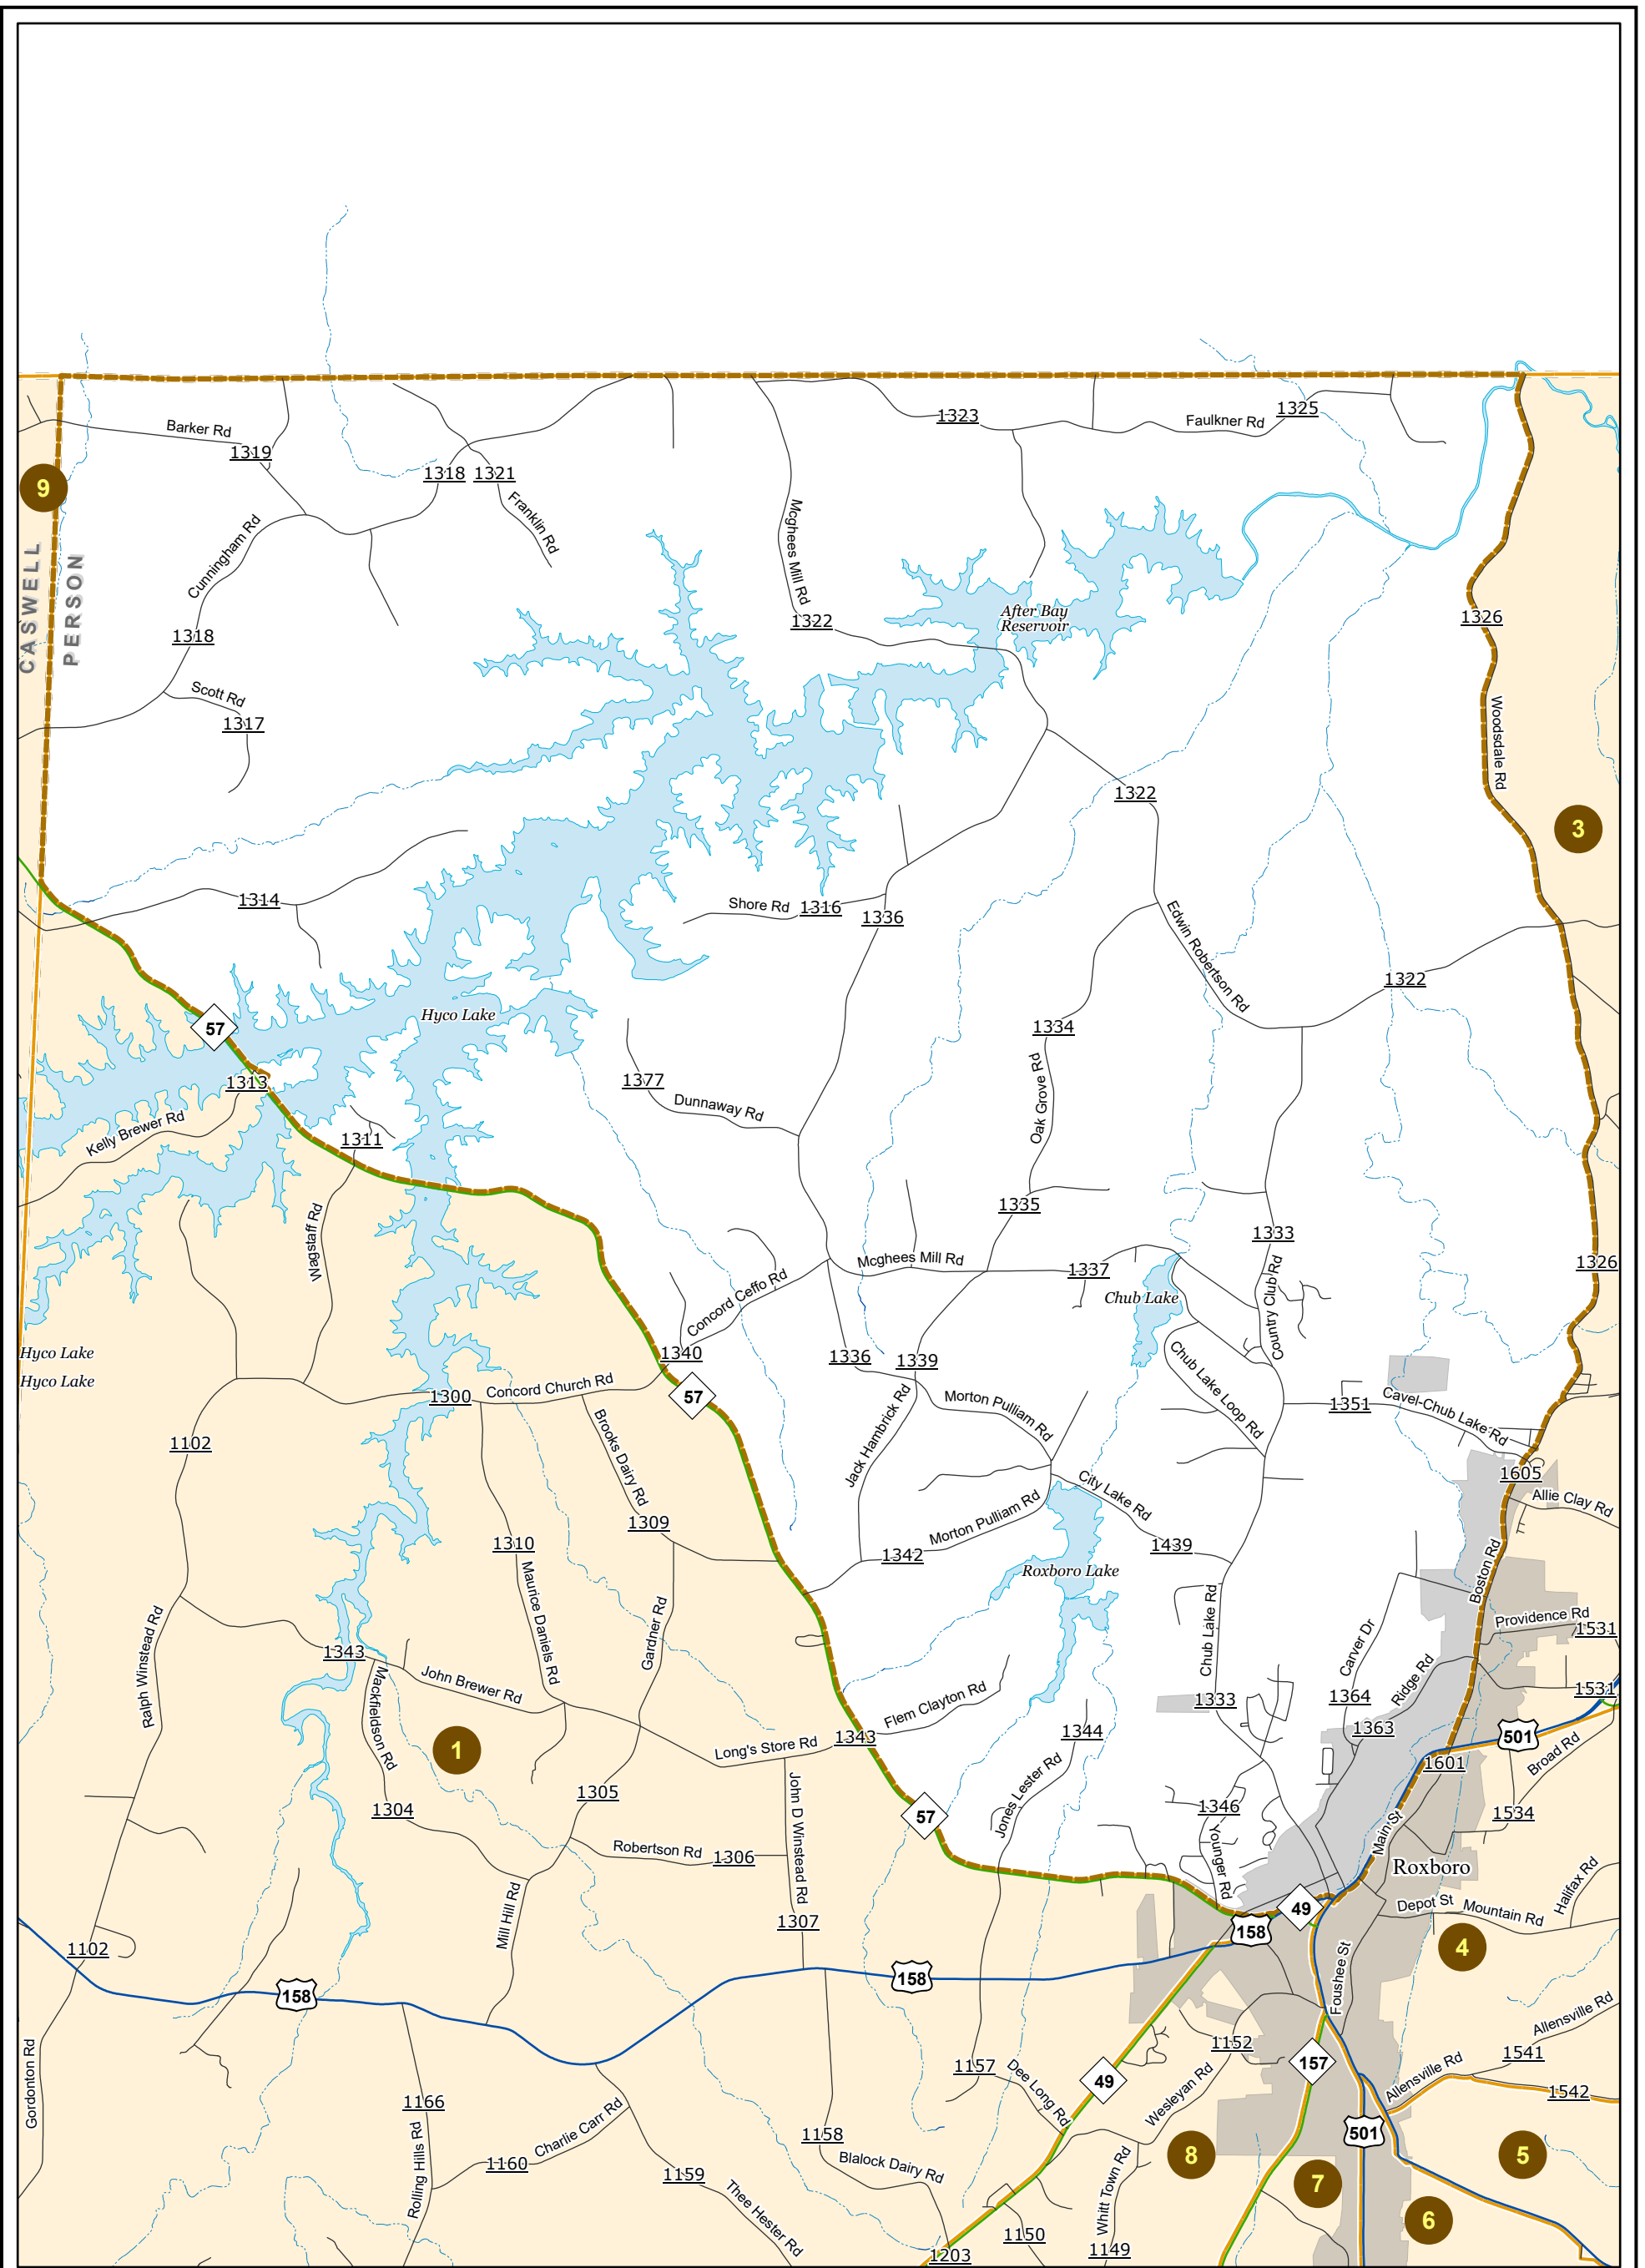 Barker Rd
1319
1323
Faulkner Rd
1325
9
1318
1321
Franklin Rd
Cunningham Rd
Mcghees Mill Rd
CASWELL
PERSON
1318
1322
After Bay
Reservoir
1326
Scott Rd
1317
Woodsdale Rd
1322
3
1314
Shore Rd
1316
1336
Edwin Robertson Rd
1322
Hyco Lake
57
1334
1313
1377
Dunnaway Rd
Oak Grove Rd
Kelly Brewer Rd
1311
Wagstaff Rd
1335
1333
Mcghees Mill Rd
1337
1326
Concord Ceffo Rd
Chub Lake
Country Club Rd
Hyco Lake
Hyco Lake
1340
1336
1339
Chub Lake Loop Rd
1300
Concord Church Rd
57
Morton Pulliam Rd
1351
Cavel-Chub Lake Rd
1102
Brooks Dairy Rd
Jack Hambrick Rd
City Lake Rd
1605
Allie Clay Rd
1309
Morton Pulliam Rd
1310
1342
1439
Maurice Daniels Rd
Roxboro Lake
Boston Rd
Ralph Winstead Rd
Gardner Rd
Chub Lake Rd
Carver Dr
Providence Rd
1531
1343
John Brewer Rd
Mackfieldson Rd
Flem Clayton Rd
Ridge Rd
1333
1364
1531
1
Long's Store Rd
1343
1344
1363
501
Broad Rd
1601
1304
1305
John D Winstead Rd
57
Jones Lester Rd
1346
Younger Rd
Main St
1534
Robertson Rd
1306
Roxboro
Halifax Rd
Mill Hill Rd
1307
49
158
Depot St
Mountain Rd
4
1102
158
158
Foushee St
Gordonton Rd
Allensville Rd
1152
1541
157
1157
Dee Long Rd
49
Wesleyan Rd
Allensville Rd
1542
1166
Rolling Hills Rd
Charlie Carr Rd
1160
1158
Blalock Dairy Rd
501
8
5
1159
Thee Hester Rd
Whitt Town Rd
7
6
1150
1203
1149